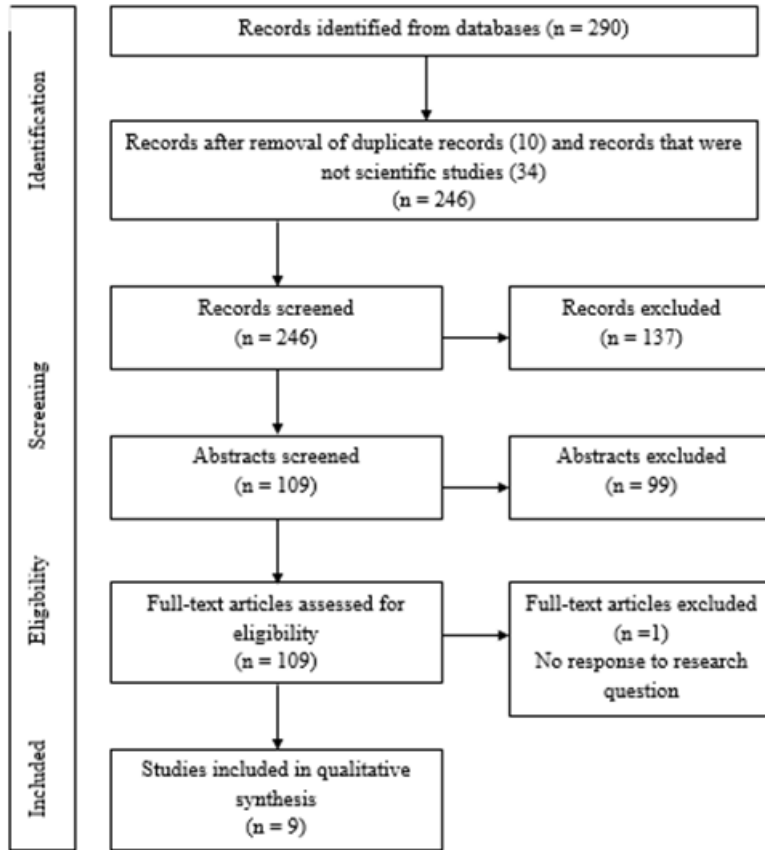 Identification
Records identified from databases (n = 290)
Records after removal of duplicate records (10) and records that were
not scientific studies (34)
(n = 246)
Screening
Records screened
(n = 246)
Records excluded
(n = 137)
Abstracts screened
(n = 109)
Abstracts excluded
(n = 99)
Eligibility
Full-text articles assessed for
eligibility
(n = 109)
Full-text articles excluded
(n =1)
No response to research
question
Included
Studies included in qualitative
synthesis
(n = 9)